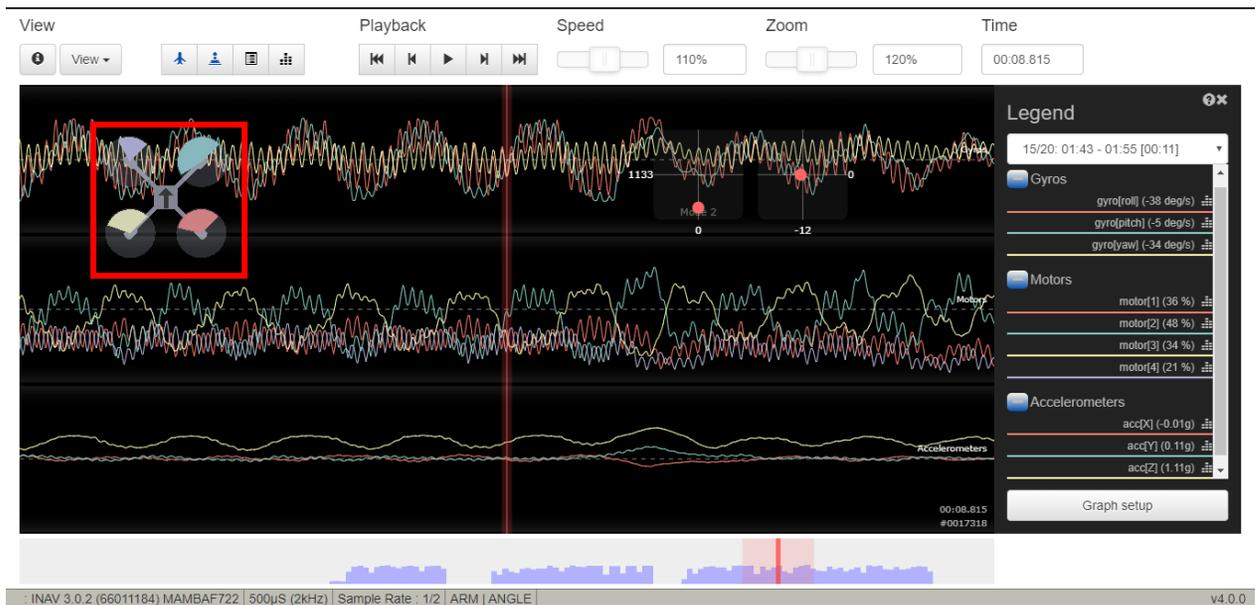 View Playback Speed Zoom Time
View 110% 120% 00:08.815
Gyros
1133 0
Mode 2
0 -12
Motors
Accelerometers
00:08.815
#0017318
Legend
15/20: 01:43 - 01:55 [00:11]
Gyros
gyro[roll] (-38 deg/s)
gyro[pitch] (-5 deg/s)
gyro[yaw] (-34 deg/s)
Motors
motor[1] (36 %)
motor[2] (48 %)
motor[3] (34 %)
motor[4] (21 %)
Accelerometers
acc[X] (-0.01g)
acc[Y] (0.11g)
acc[Z] (1.11g)
Graph setup
: INAV 3.0.2 (66011184) MAMBAF722 500µS (2kHz) Sample Rate : 1/2 ARM | ANGLE v4.0.0